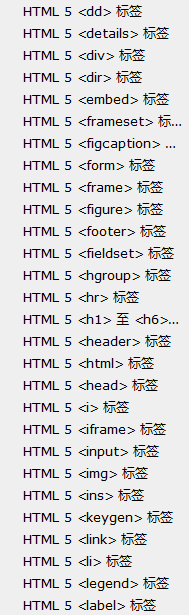 HTML 5 <dd> 标签
HTML 5 <details> 标签
HTML 5 <div> 标签
HTML 5 <dir> 标签
HTML 5 <embed> 标签
HTML 5 <frameset> 标...
HTML 5 <figcaption> ...
HTML 5 <form> 标签
HTML 5 <frame> 标签
HTML 5 <figure> 标签
HTML 5 <footer> 标签
HTML 5 <fieldset> 标签
HTML 5 <hgroup> 标签
HTML 5 <hr> 标签
HTML 5 <h1> 至 <h6>...
HTML 5 <header> 标签
HTML 5 <html> 标签
HTML 5 <head> 标签
HTML 5 <i> 标签
HTML 5 <iframe> 标签
HTML 5 <input> 标签
HTML 5 <img> 标签
HTML 5 <ins> 标签
HTML 5 <keygen> 标签
HTML 5 <link> 标签
HTML 5 <li> 标签
HTML 5 <legend> 标签
HTML 5 <label> 标签